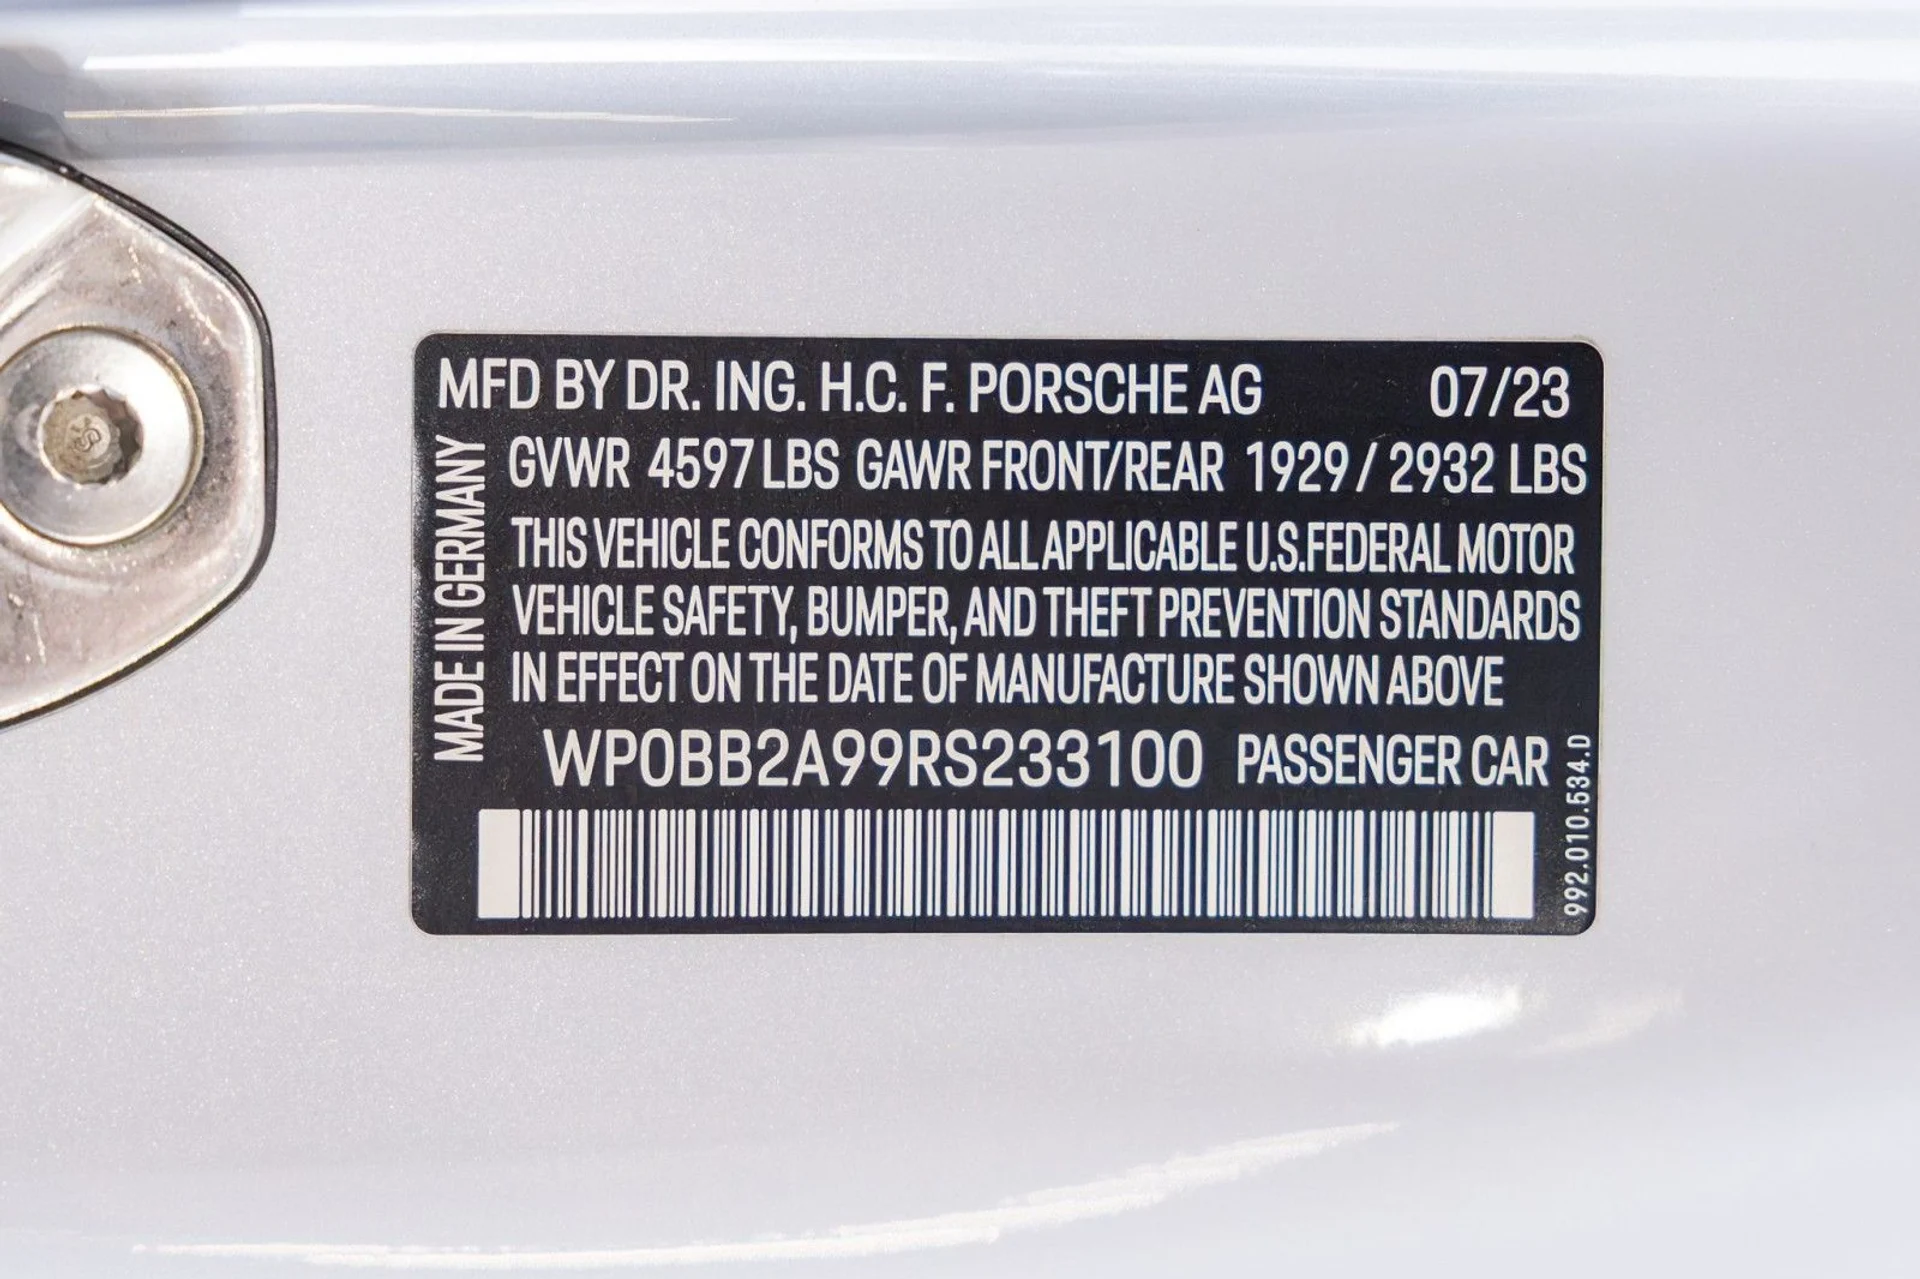 MFD BY DR. ING. H.C. F. PORSCHE AG 07/23
GVWR 4597 LBS GAWR FRONT/REAR 1929 / 2932 LBS
THIS VEHICLE CONFORMS TO ALL APPLICABLE U.S.FEDERAL MOTOR
VEHICLE SAFETY, BUMPER, AND THEFT PREVENTION STANDARDS
IN EFFECT ON THE DATE OF MANUFACTURE SHOWN ABOVE
WP0BB2A99RS233100 PASSENGER CAR
MADE IN GERMANY
992.010.534.D